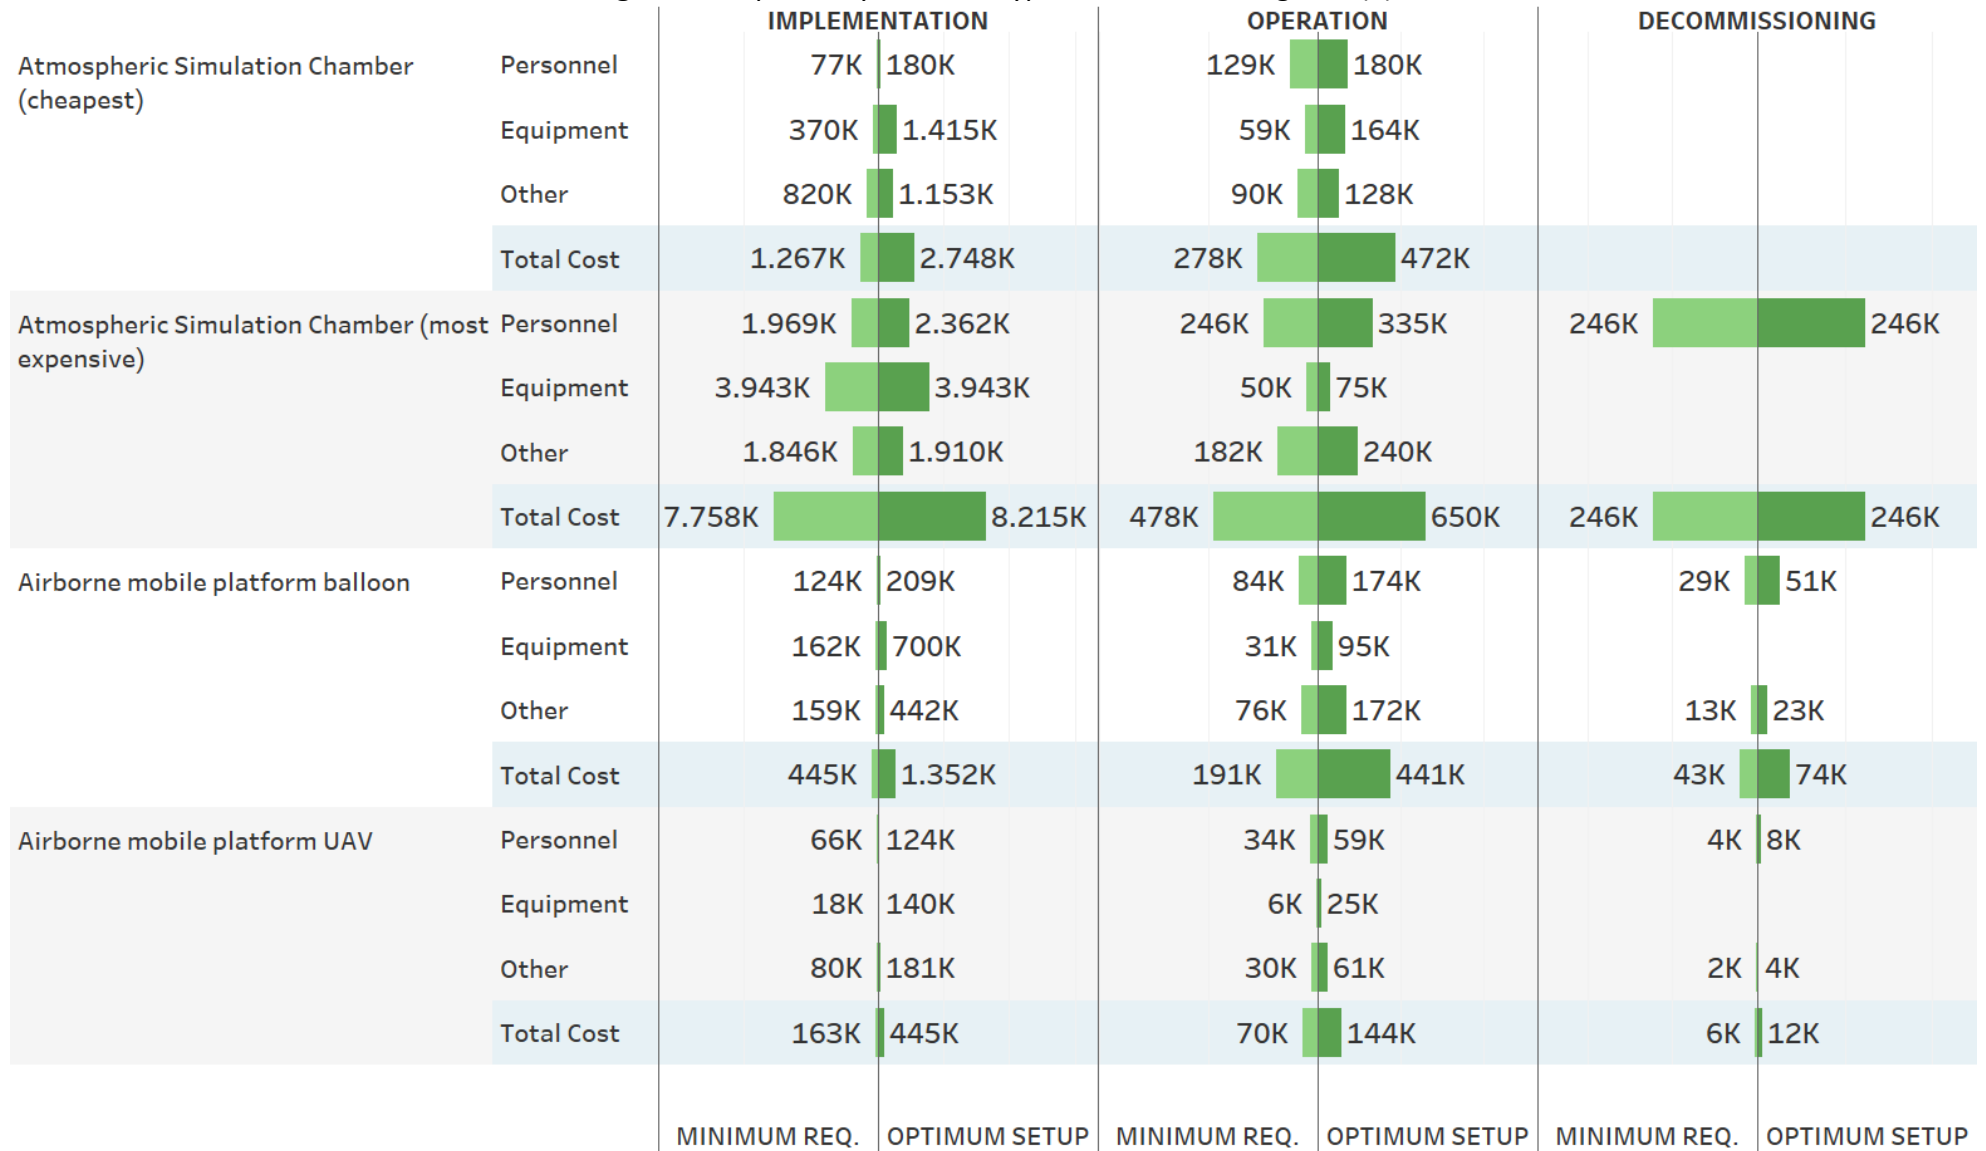 IMPLEMENTATION OPERATION DECOMMISSIONING
Atmospheric Simulation Chamber Personnel 77K 180K 129K 180K
(cheapest)
Equipment 370K 1.415K 59K 164K
Other 820K 1.153K 90K 128K
Total Cost 1.267K 2.748K 278K 472K
Atmospheric Simulation Chamber (most Personnel 1.969K 2.362K 246K 335K 246K 246K
expensive)
Equipment 3.943K 3.943K 50K 75K
Other 1.846K 1.910K 182K 240K
Total Cost 7.758K 8.215K 478K 650K 246K 246K
Airborne mobile platform balloon Personnel 124K 209K 84K 174K 29K 51K
Equipment 162K 700K 31K 95K
Other 159K 442K 76K 172K 13K 23K
Total Cost 445K 1.352K 191K 441K 43K 74K
Airborne mobile platform UAV Personnel 66K 124K 34K 59K 4K 8K
Equipment 18K 140K 6K 25K
Other 80K 181K 30K 61K 2K 4K
Total Cost 163K 445K 70K 144K 6K 12K
MINIMUM REQ. OPTIMUM SETUP MINIMUM REQ. OPTIMUM SETUP MINIMUM REQ. OPTIMUM SETUP